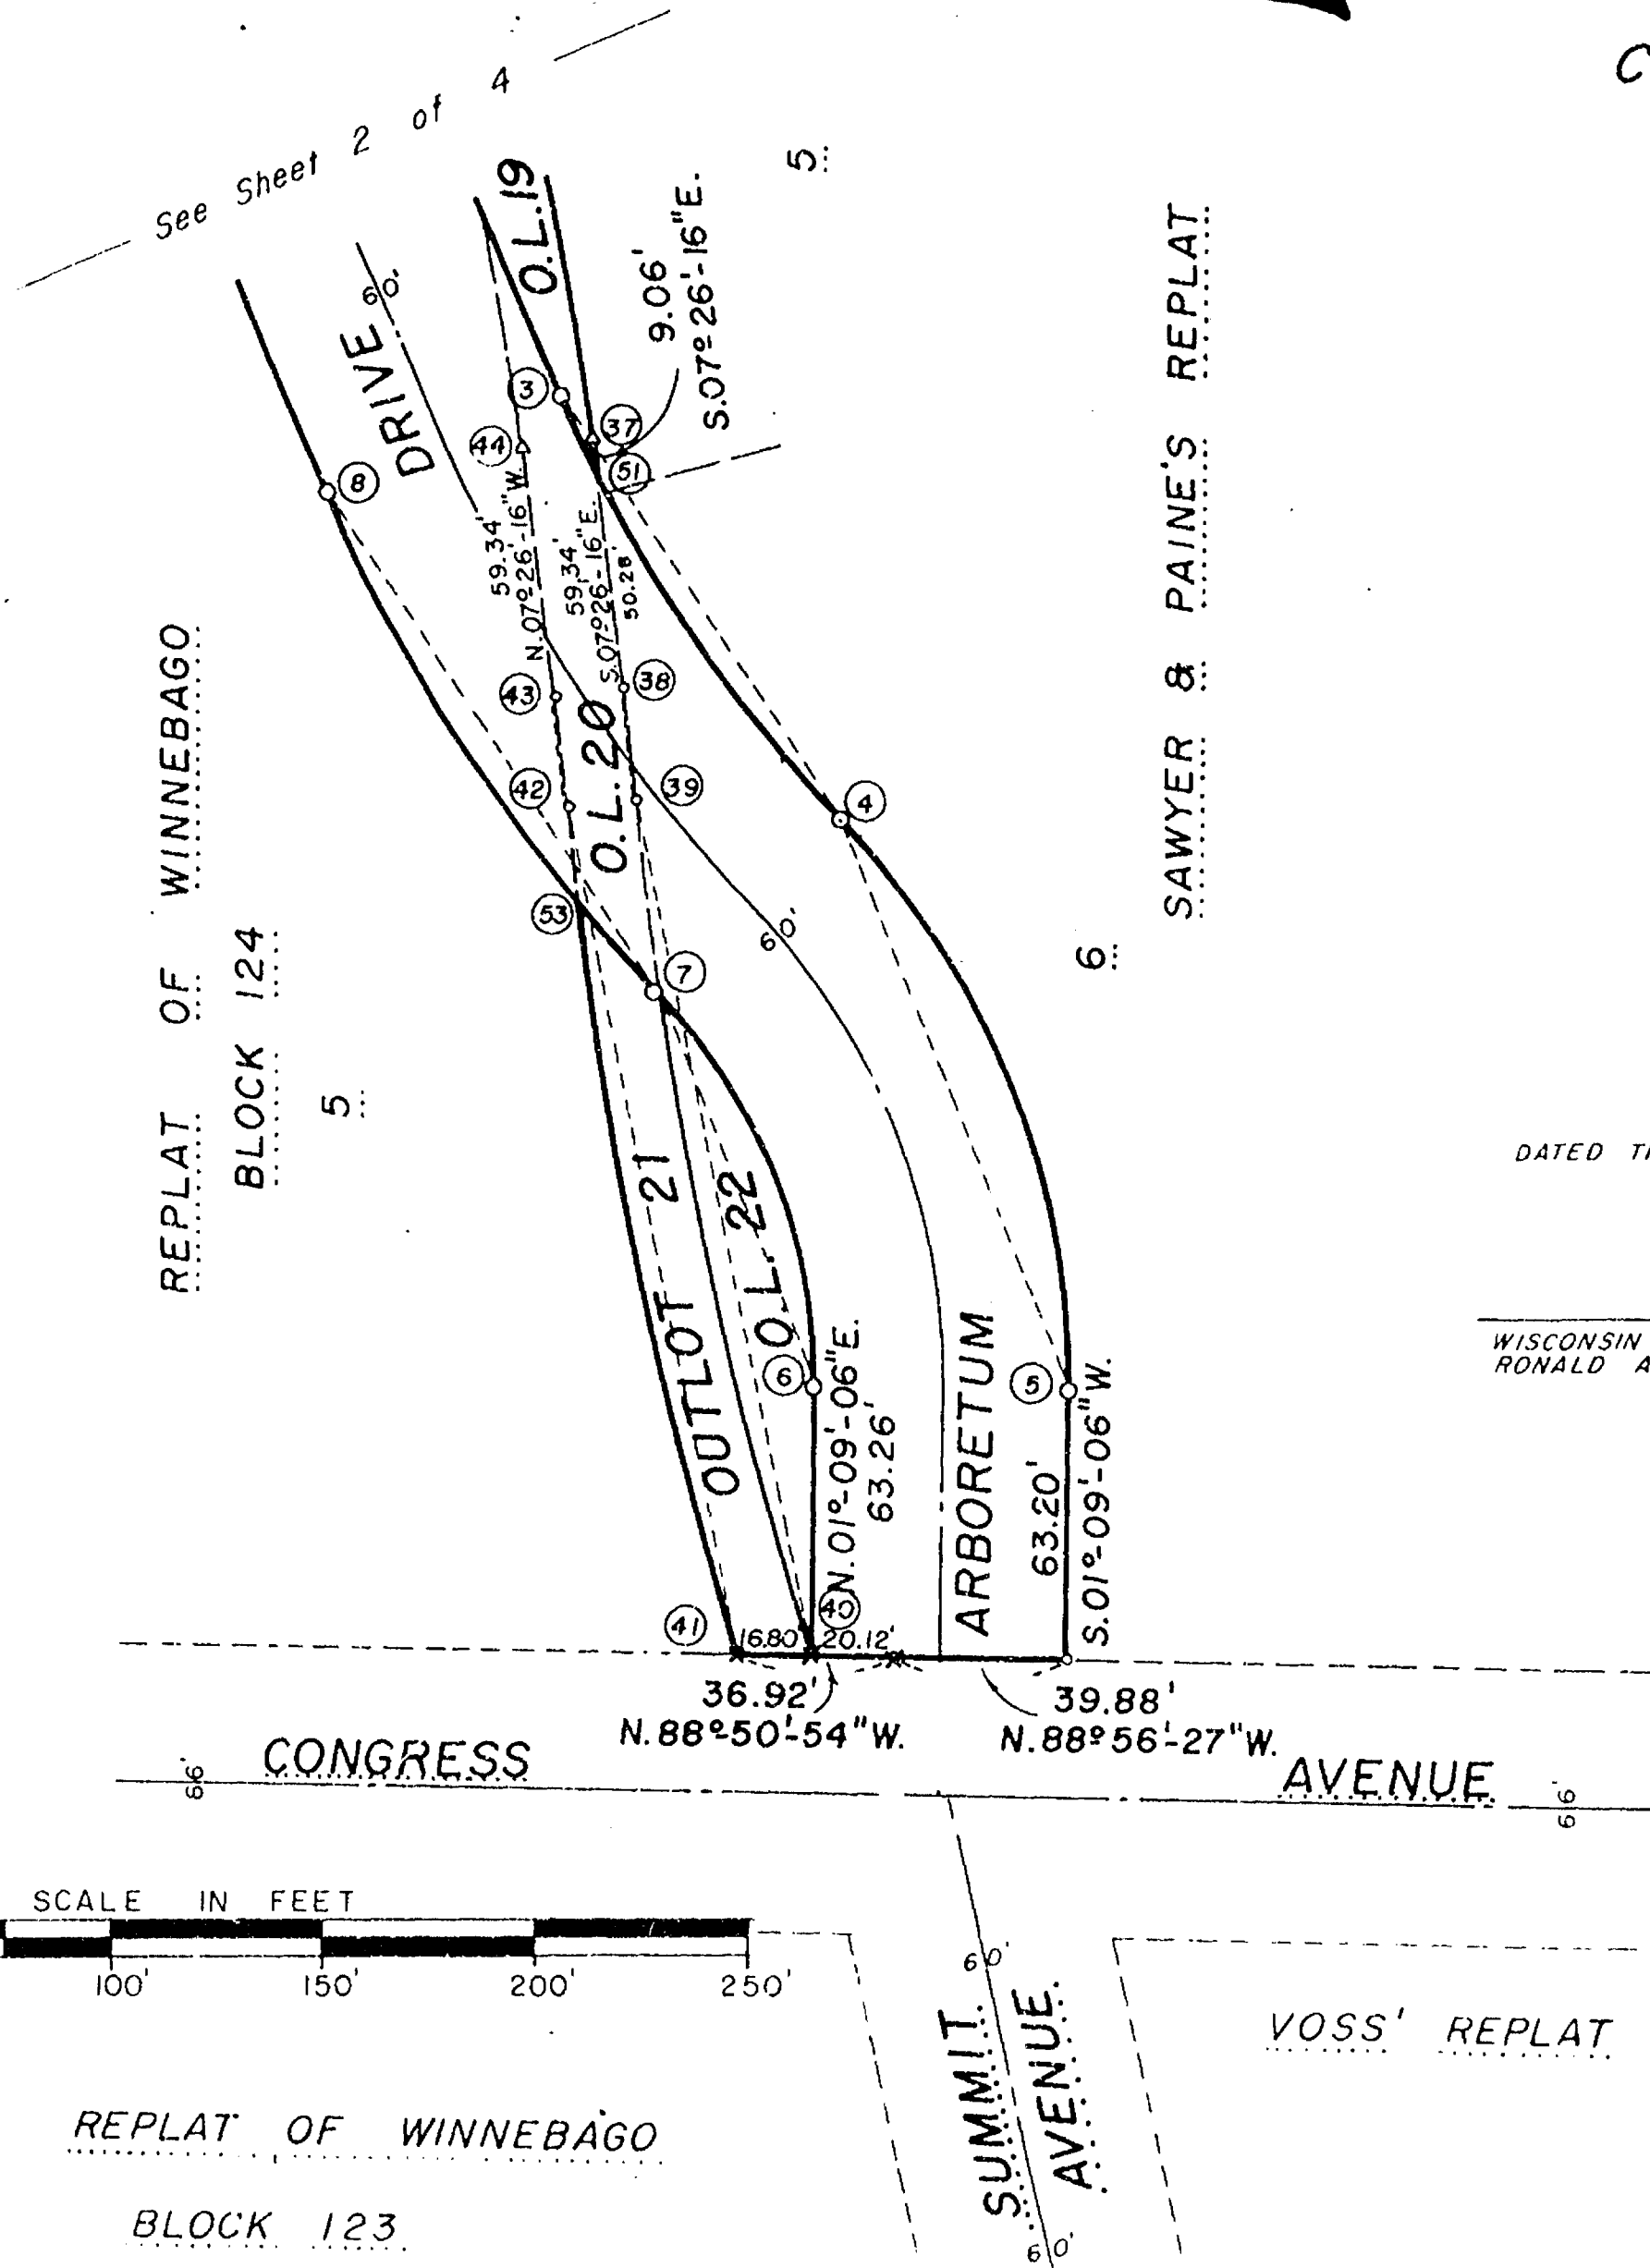 See Sheet 2 of 4
C
O.L.19
5
9.06'
S.07°-26'-16"E.
60'
DRIVE
3
44
37
51
8
59.34'
N.07°-26'-16"W.
59.34'
S.07°-26'-16"E.
50.28'
43
38
42
39
O.L. 20
53
7
4
60'
6
SAWYER & PAINE'S REPLAT
REPLAT OF WINNEBAGO
BLOCK 124
5
OUTLOT 21
O.L. 22
6
5
N.01°-09'-06"E.
63.26'
ARBORETUM
63.20'
S.01°-09'-06"W.
DATED
WISCONSIN
RONALD A
41
40
16.80' 20.12'
36.92'
N.88°50'-54"W.
39.88'
N.88°56'-27"W.
CONGRESS AVENUE
66'
SCALE IN FEET
100' 150' 200' 250'
60'
SUMMIT
AVENUE
60'
VOSS' REPLAT
REPLAT OF WINNEBAGO
BLOCK 123